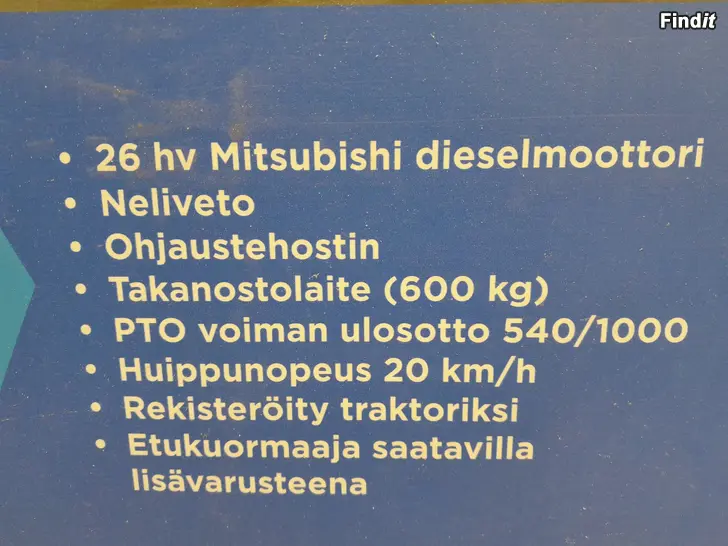 Findit
• 26 hv Mitsubishi dieselmoottori
• Neliveto
• Ohjaustehostin
• Takanostolaite (600 kg)
• PTO voiman ulosotto 540/1000
• Huippunopeus 20 km/h
• Rekisteröity traktoriksi
• Etukuormaaja saatavilla
lisävarusteena